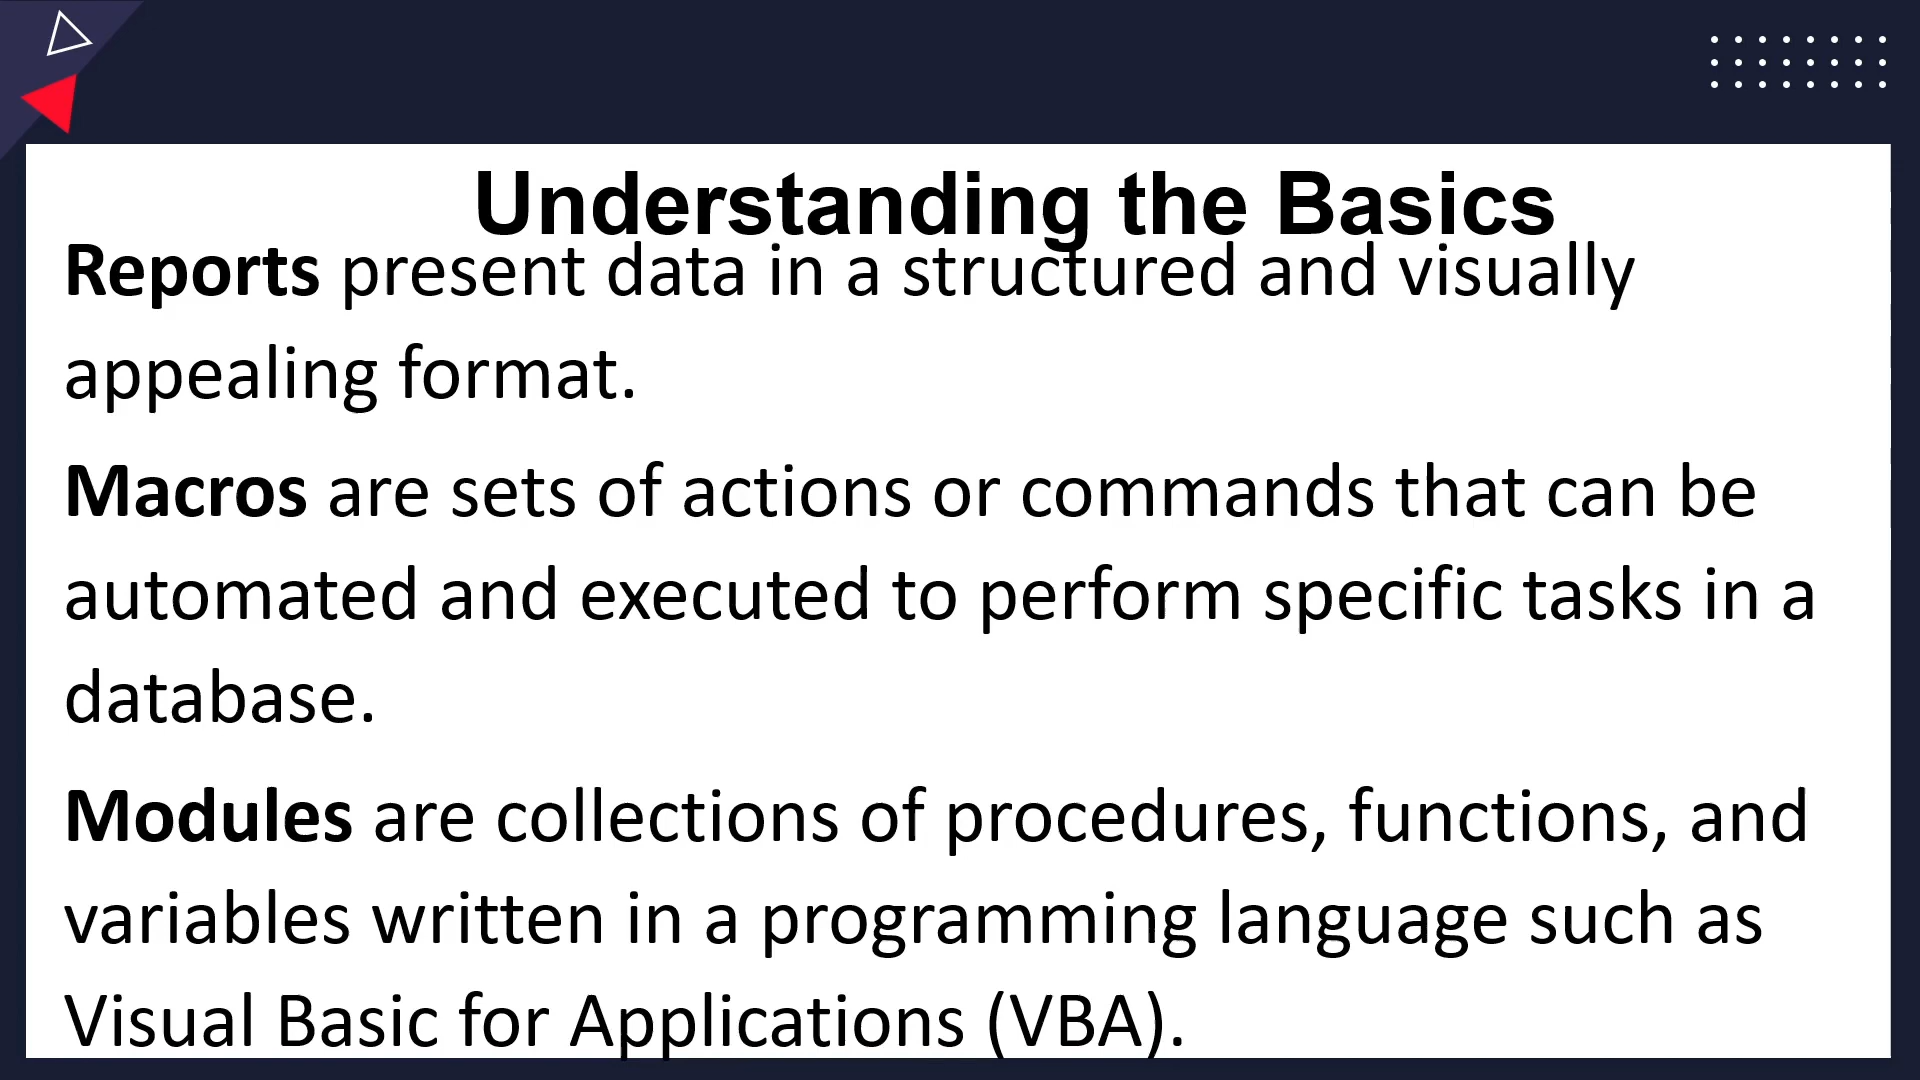 Understanding the Basics
Reports present data in a structured and visually
appealing format.
Macros are sets of actions or commands that can be
automated and executed to perform specific tasks in a
database.
Modules are collections of procedures, functions, and
variables written in a programming language such as
Visual Basic for Applications (VBA).